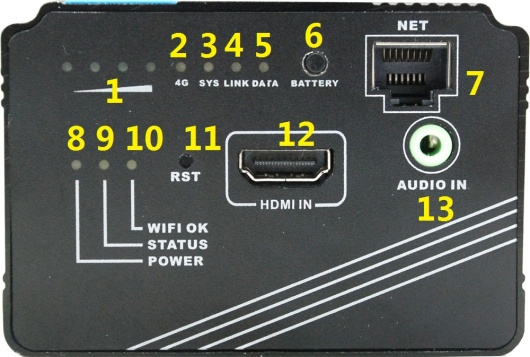 6
NET
2 3 4 5
4G SYS LINK DATA BATTERY
1
7
8 9 10 11 12
RST
HDMI IN
AUDIO IN
13
WIFI OK
STATUS
POWER